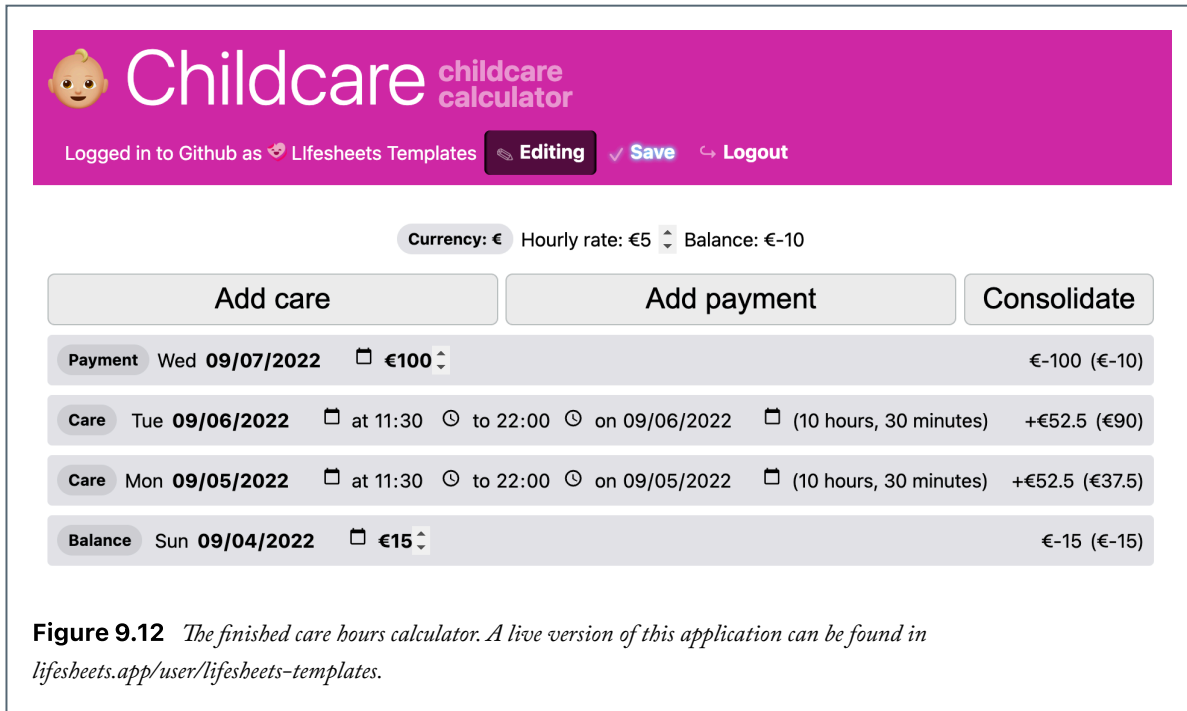 Childcare childcare calculator
Logged in to Github as LIfesheets Templates Editing Save Logout
Currency: € Hourly rate: €5 Balance: €-10
Add care Add payment Consolidate
Payment Wed 09/07/2022 €100 €-100 (€-10)
Care Tue 09/06/2022 at 11:30 to 22:00 on 09/06/2022 (10 hours, 30 minutes) +€52.5 (€90)
Care Mon 09/05/2022 at 11:30 to 22:00 on 09/05/2022 (10 hours, 30 minutes) +€52.5 (€37.5)
Balance Sun 09/04/2022 €15 €-15 (€-15)
Figure 9.12 The finished care hours calculator. A live version of this application can be found in
lifesheets.app/user/lifesheets-templates.